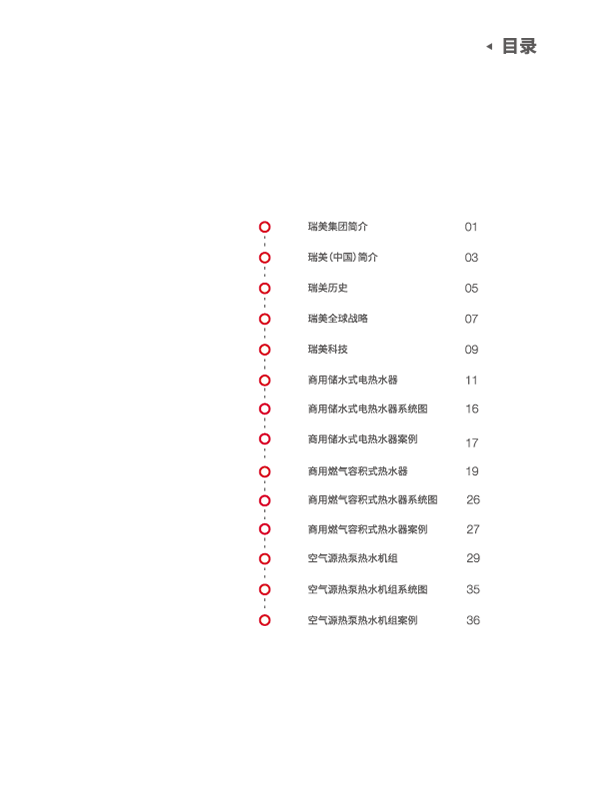 目录
瑞美集团简介 01
瑞美(中国)简介 03
瑞美历史 05
瑞美全球战略 07
瑞美科技 09
商用储水式电热水器 11
商用储水式电热水器系统图 16
商用储水式电热水器案例 17
商用燃气容积式热水器 19
商用燃气容积式热水器系统图 26
商用燃气容积式热水器案例 27
空气源热泵热水机组 29
空气源热泵热水机组系统图 35
空气源热泵热水机组案例 36